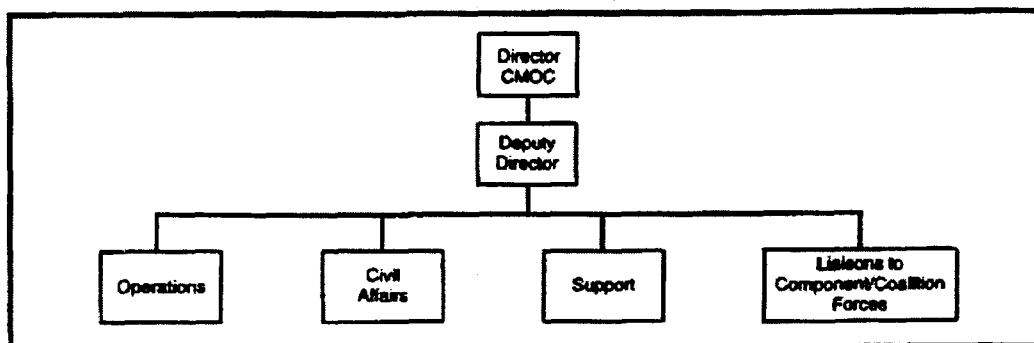 Director
CMOC
Deputy
Director
Operations
Civil
Affairs
Support
Liaisons to
Component/Coalition
Forces